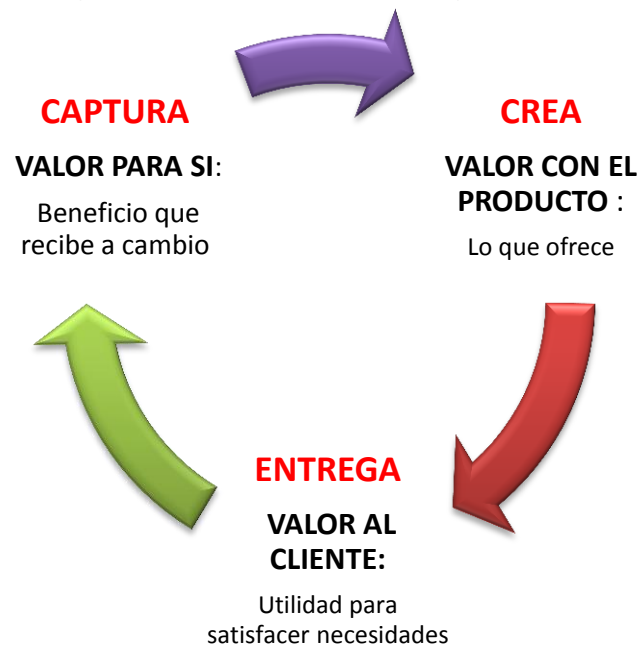 CAPTURA
VALOR PARA SI:
Beneficio que
recibe a cambio
CREA
VALOR CON EL
PRODUCTO :
Lo que ofrece
ENTREGA
VALOR AL
CLIENTE:
Utilidad para
satisfacer necesidades